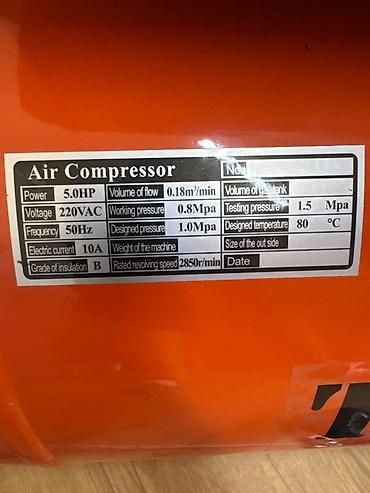 Air Compressor No.
Power 5.0HP Volume of flow 0.18m³/min Volume of gas tank
Voltage 220VAC Working pressure 0.8Mpa Testing pressure 1.5 Mpa
Frequency 50Hz Designed pressure 1.0Mpa Designed temperature 80 °C
Electric current 10A Weight of the machine Size of the out side
Grade of insulation B Rated revolving speed 2850r/min Date
T